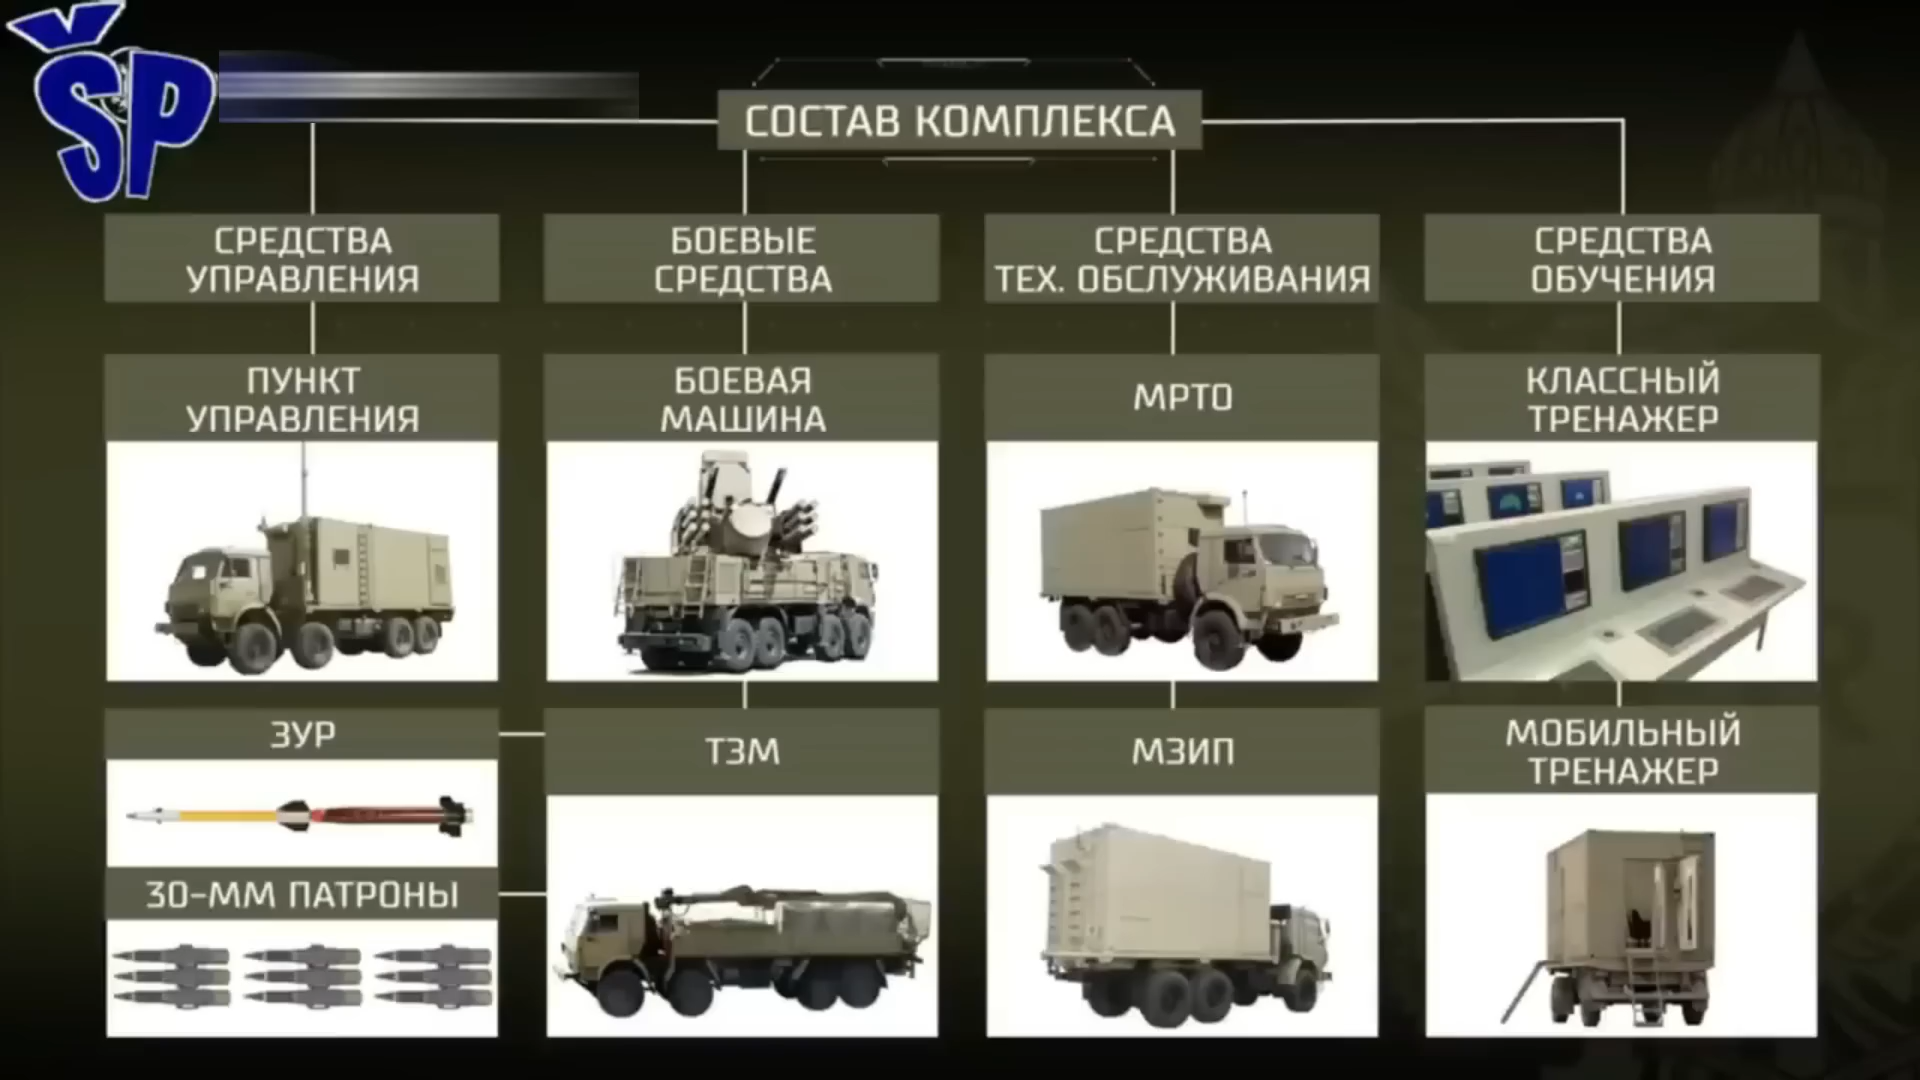 ŠP
СОСТАВ КОМПЛЕКСА
СРЕДСТВА
УПРАВЛЕНИЯ
БОЕВЫЕ
СРЕДСТВА
СРЕДСТВА
ТЕХ. ОБСЛУЖИВАНИЯ
СРЕДСТВА
ОБУЧЕНИЯ
ПУНКТ
УПРАВЛЕНИЯ
БОЕВАЯ
МАШИНА
МРТО
КЛАССНЫЙ
ТРЕНАЖЕР
ЗУР
ТЗМ
МЗИП
МОБИЛЬНЫЙ
ТРЕНАЖЕР
30-ММ ПАТРОНЫ